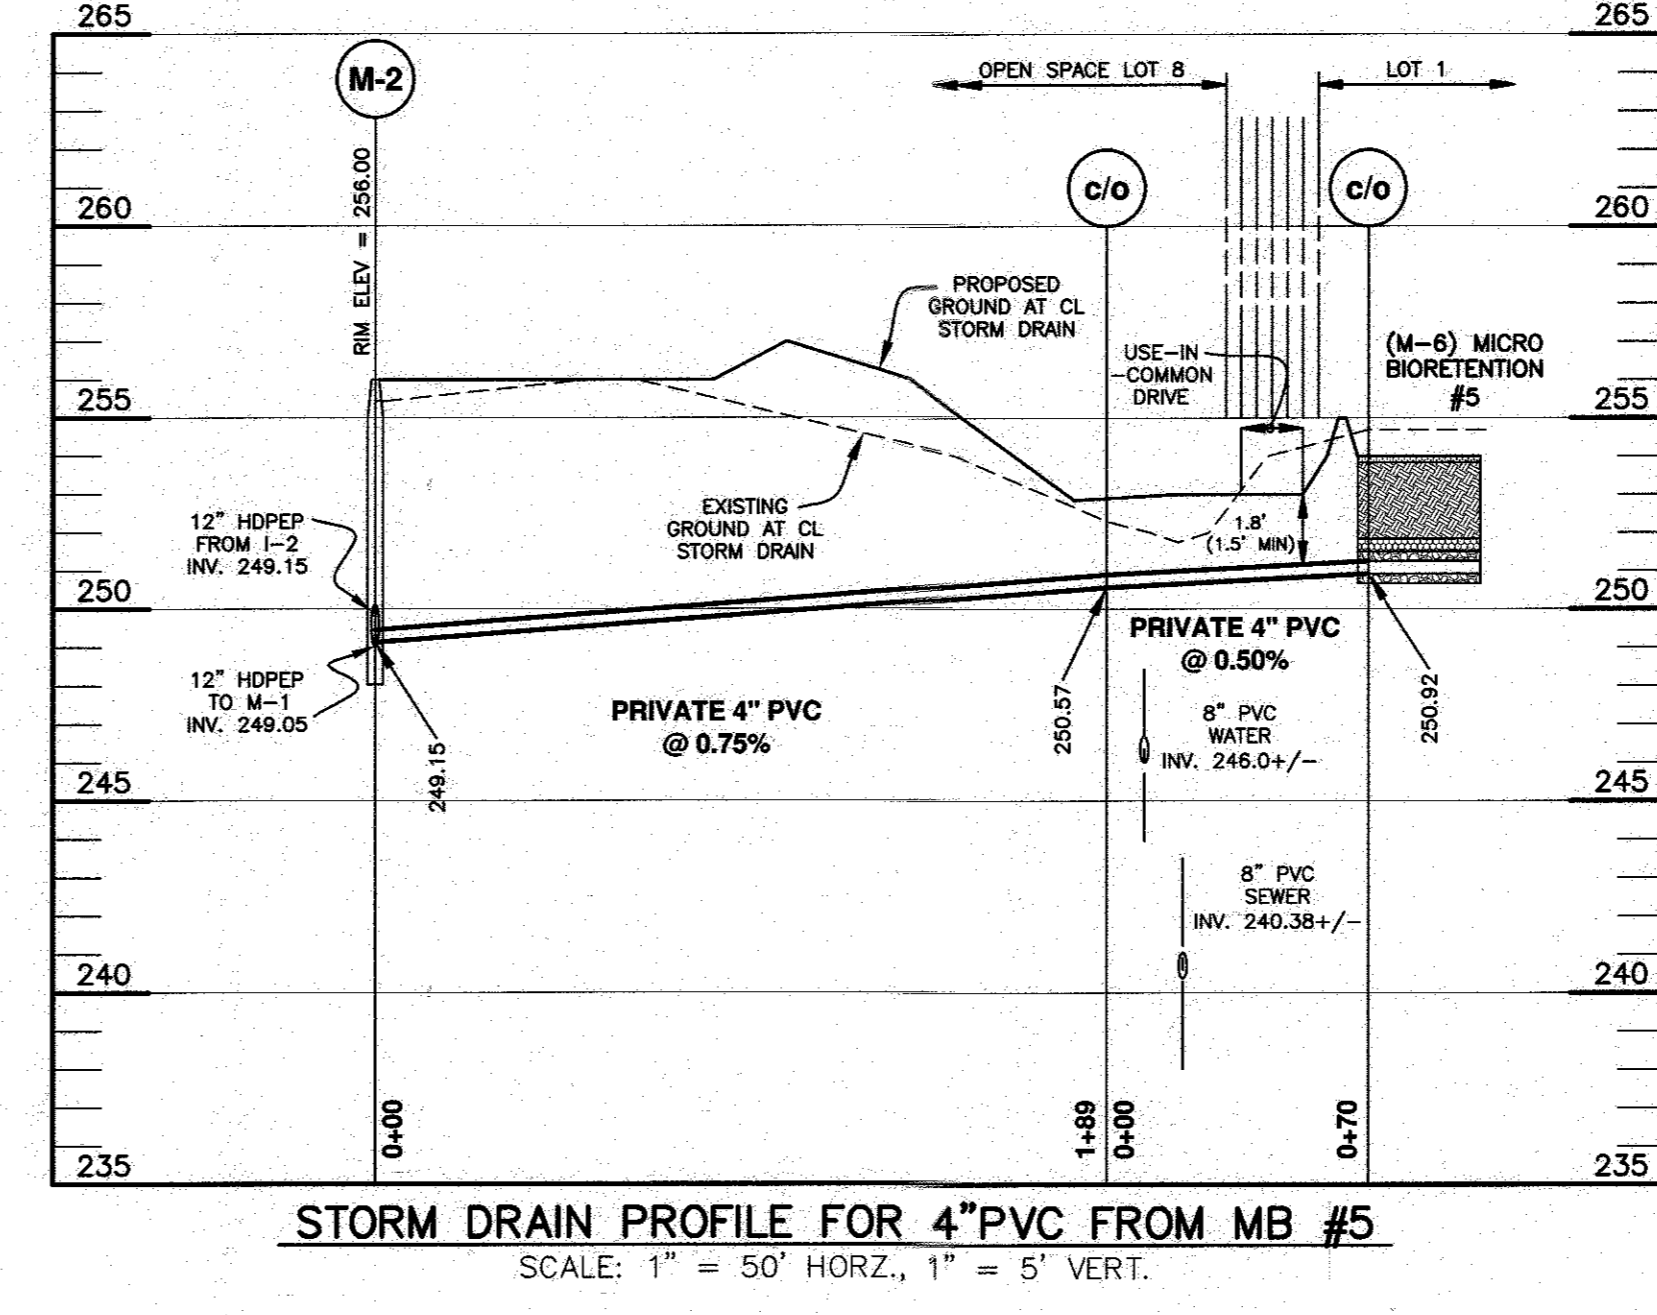 265
265
M-2
OPEN SPACE LOT 8
LOT 1
RIM ELEV = 256.00
c/o
c/o
260
260
PROPOSED
GROUND AT CL
STORM DRAIN
USE-IN
-COMMON
DRIVE
(M-6) MICRO
BIORETENTION
#5
255
255
EXISTING
GROUND AT CL
STORM DRAIN
1.8'
(1.5' MIN)
12" HDPEP
FROM I-2
INV. 249.15
250
250
PRIVATE 4" PVC
@ 0.50%
12" HDPEP
TO M-1
INV. 249.05
PRIVATE 4" PVC
@ 0.75%
249.15
250.57
250.92
8" PVC
WATER
INV. 246.0+/-
245
245
8" PVC
SEWER
INV. 240.38+/-
240
240
0+00
1+89
0+00
0+70
235
235
STORM DRAIN PROFILE FOR 4"PVC FROM MB #5
SCALE: 1" = 50' HORZ., 1" = 5' VERT.